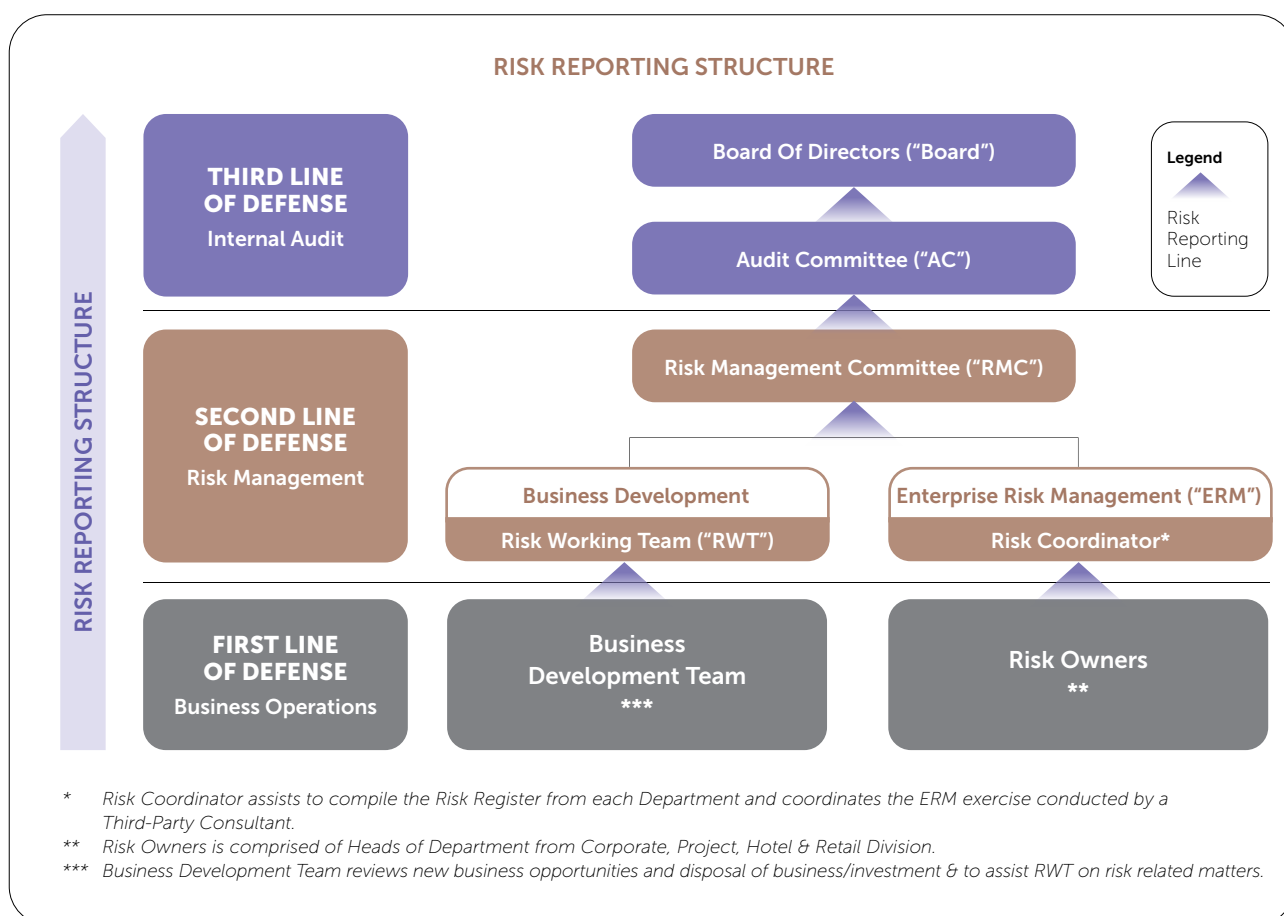 RISK REPORTING STRUCTURE
RISK REPORTING STRUCTURE
THIRD LINE
OF DEFENSE
Internal Audit
Board Of Directors (“Board”)
Audit Committee (“AC”)
Legend
Risk
Reporting
Line
SECOND LINE
OF DEFENSE
Risk Management
Risk Management Committee (“RMC”)
Business Development
Risk Working Team (“RWT”)
Enterprise Risk Management (“ERM”)
Risk Coordinator*
FIRST LINE
OF DEFENSE
Business Operations
Business
Development Team
***
Risk Owners
**
* Risk Coordinator assists to compile the Risk Register from each Department and coordinates the ERM exercise conducted by a
Third-Party Consultant.
** Risk Owners is comprised of Heads of Department from Corporate, Project, Hotel & Retail Division.
*** Business Development Team reviews new business opportunities and disposal of business/investment & to assist RWT on risk related matters.